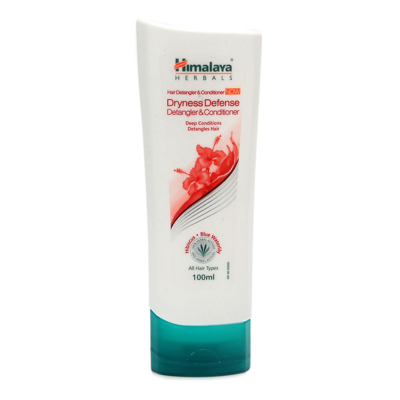 Himalaya
HERBALS
Hair Detangler & Conditioner NOW
Dryness Defense
Detangler & Conditioner
Deep Conditions
Detangles Hair
Hibiscus • Blue Waterlily
All Hair Types
100ml